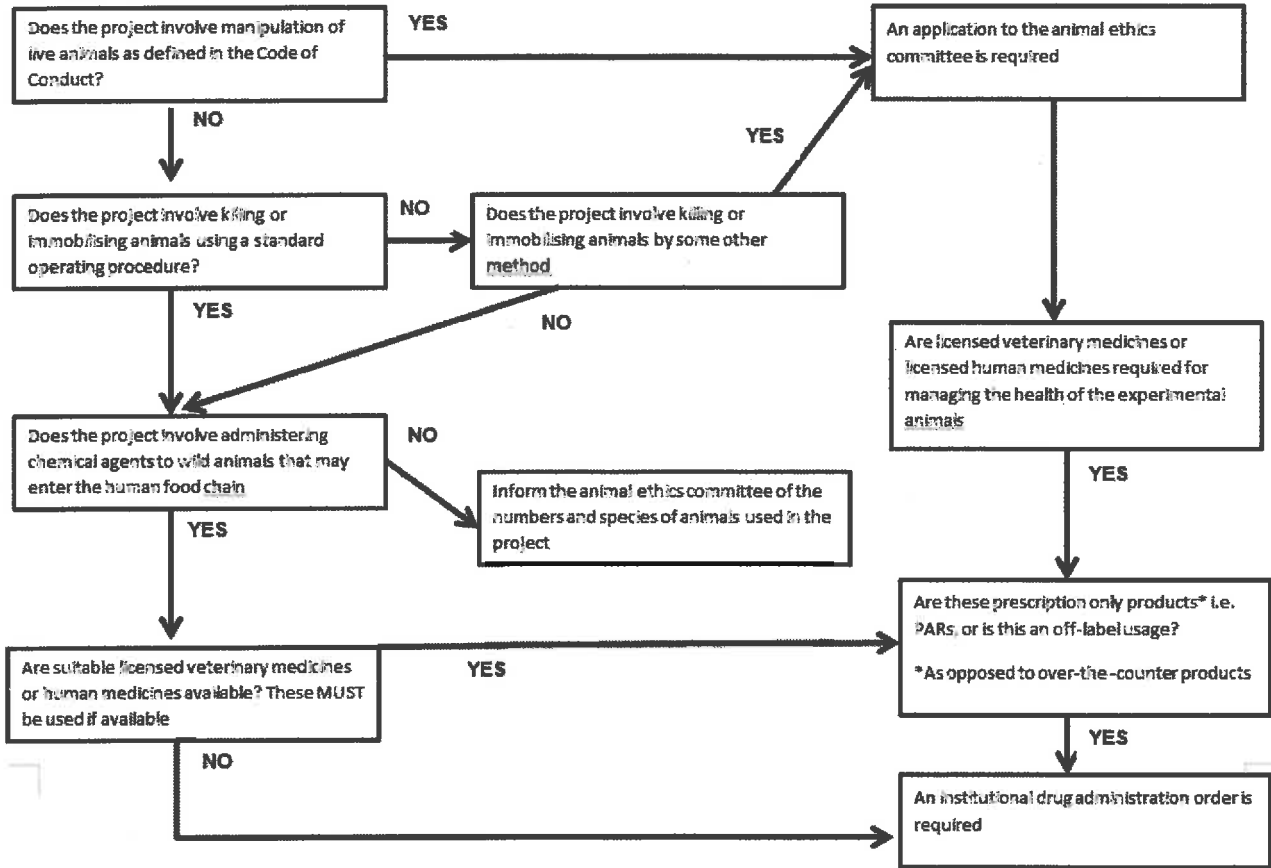 Does the project involve manipulation of
live animals as defined in the Code of
Conduct?
YES
An application to the animal ethics
committee is required
NO
YES
Does the project involve killing or
immobilising animals using a standard
operating procedure?
NO
Does the project involve killing or
immobilising animals by some other
method
YES
NO
Are licensed veterinary medicines or
licensed human medicines required for
managing the health of the experimental
animals
Does the project involve administering
chemical agents to wild animals that may
enter the human food chain
NO
YES
Inform the animal ethics committee of the
numbers and species of animals used in the
project
YES
Are these prescription only products* i.e.
PARs, or is this an off-label usage?
*As opposed to over-the-counter products
Are suitable licensed veterinary medicines
or human medicines available? These MUST
be used if available
YES
YES
NO
An institutional drug administration order is
required